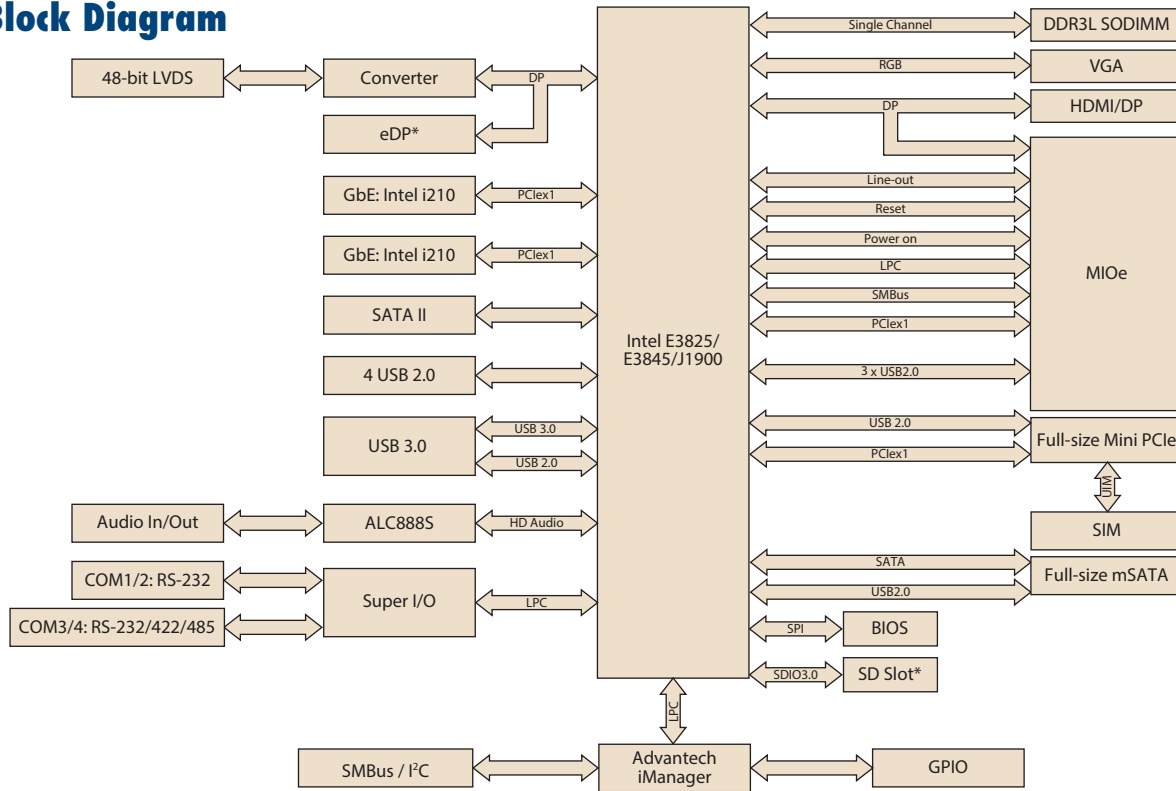 Block Diagram
Single Channel
DDR3L SODIMM
48-bit LVDS
Converter
DP
RGB
VGA
DP
HDMI/DP
eDP*
Line-out
GbE: Intel i210
PCIex1
Reset
Power on
GbE: Intel i210
PCIex1
LPC
MIOe
SMBus
SATA II
PCIex1
Intel E3825/
E3845/J1900
4 USB 2.0
3 x USB2.0
USB 3.0
USB 3.0
USB 2.0
USB 2.0
Full-size Mini PCIe
PCIex1
UIM
SIM
Audio In/Out
ALC888S
HD Audio
COM1/2: RS-232
SATA
Full-size mSATA
USB2.0
Super I/O
LPC
COM3/4: RS-232/422/485
SPI
BIOS
SDIO3.0
SD Slot*
LPC
SMBus / I²C
Advantech
iManager
GPIO